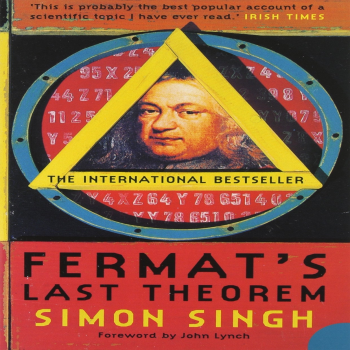 'This is probably the best popular account of a
scientific topic I have ever read.' IRISH TIMES
THE INTERNATIONAL BESTSELLER
FERMAT'S
LAST THEOREM
SIMON SINGH
Foreword by John Lynch